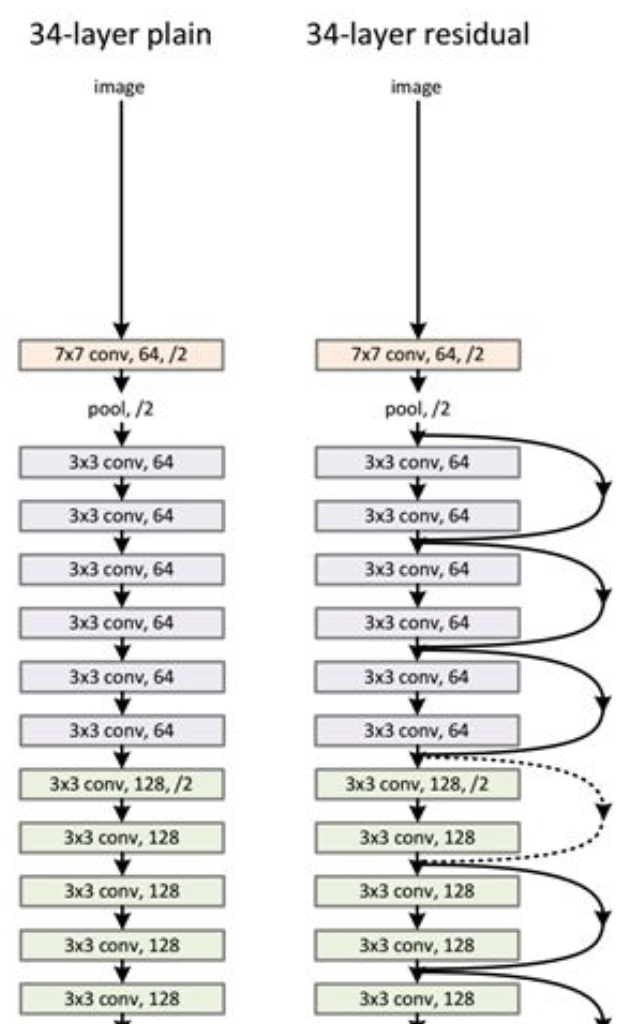 34-layer plain
image
7x7 conv, 64, /2
pool, /2
3x3 conv, 64
3x3 conv, 64
3x3 conv, 64
3x3 conv, 64
3x3 conv, 64
3x3 conv, 64
3x3 conv, 128, /2
3x3 conv, 128
3x3 conv, 128
3x3 conv, 128
3x3 conv, 128
34-layer residual
image
7x7 conv, 64, /2
pool, /2
3x3 conv, 64
3x3 conv, 64
3x3 conv, 64
3x3 conv, 64
3x3 conv, 64
3x3 conv, 64
3x3 conv, 128, /2
3x3 conv, 128
3x3 conv, 128
3x3 conv, 128
3x3 conv, 128